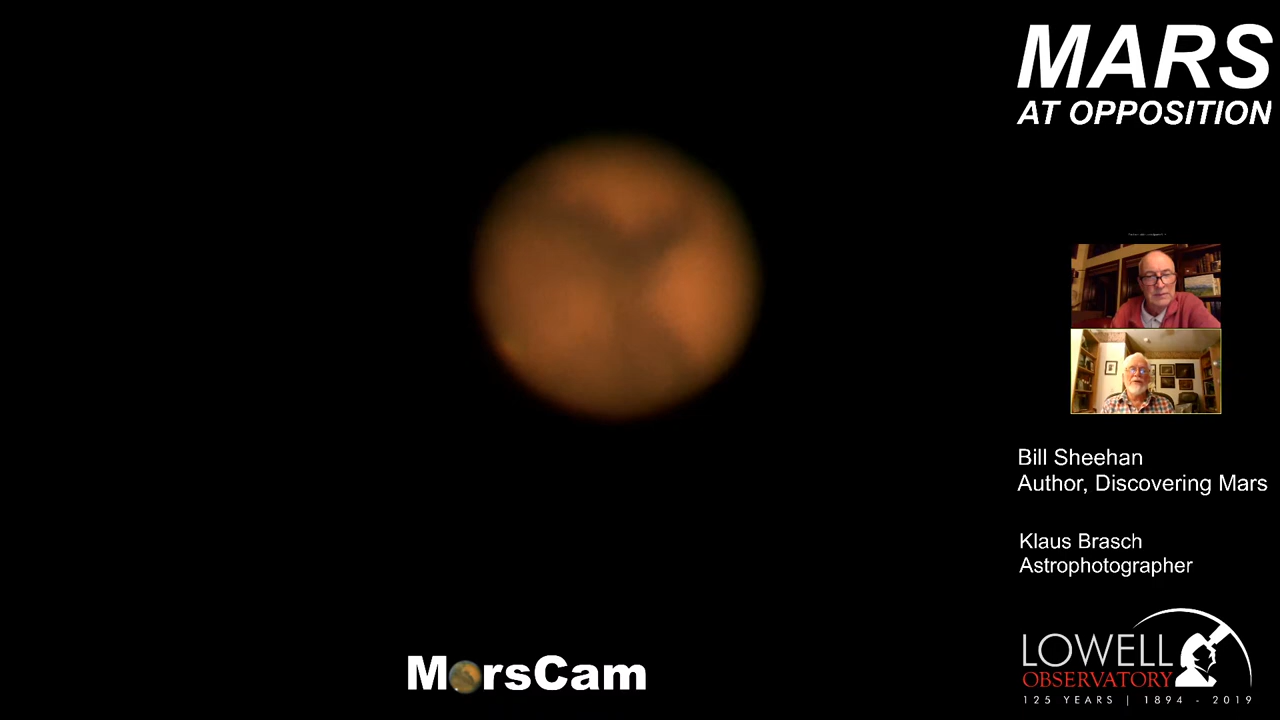 MARS
AT OPPOSITION
Bill Sheehan
Author, Discovering Mars
Klaus Brasch
Astrophotographer
MarsCam
LOWELL
OBSERVATORY
125 YEARS | 1894 - 2019